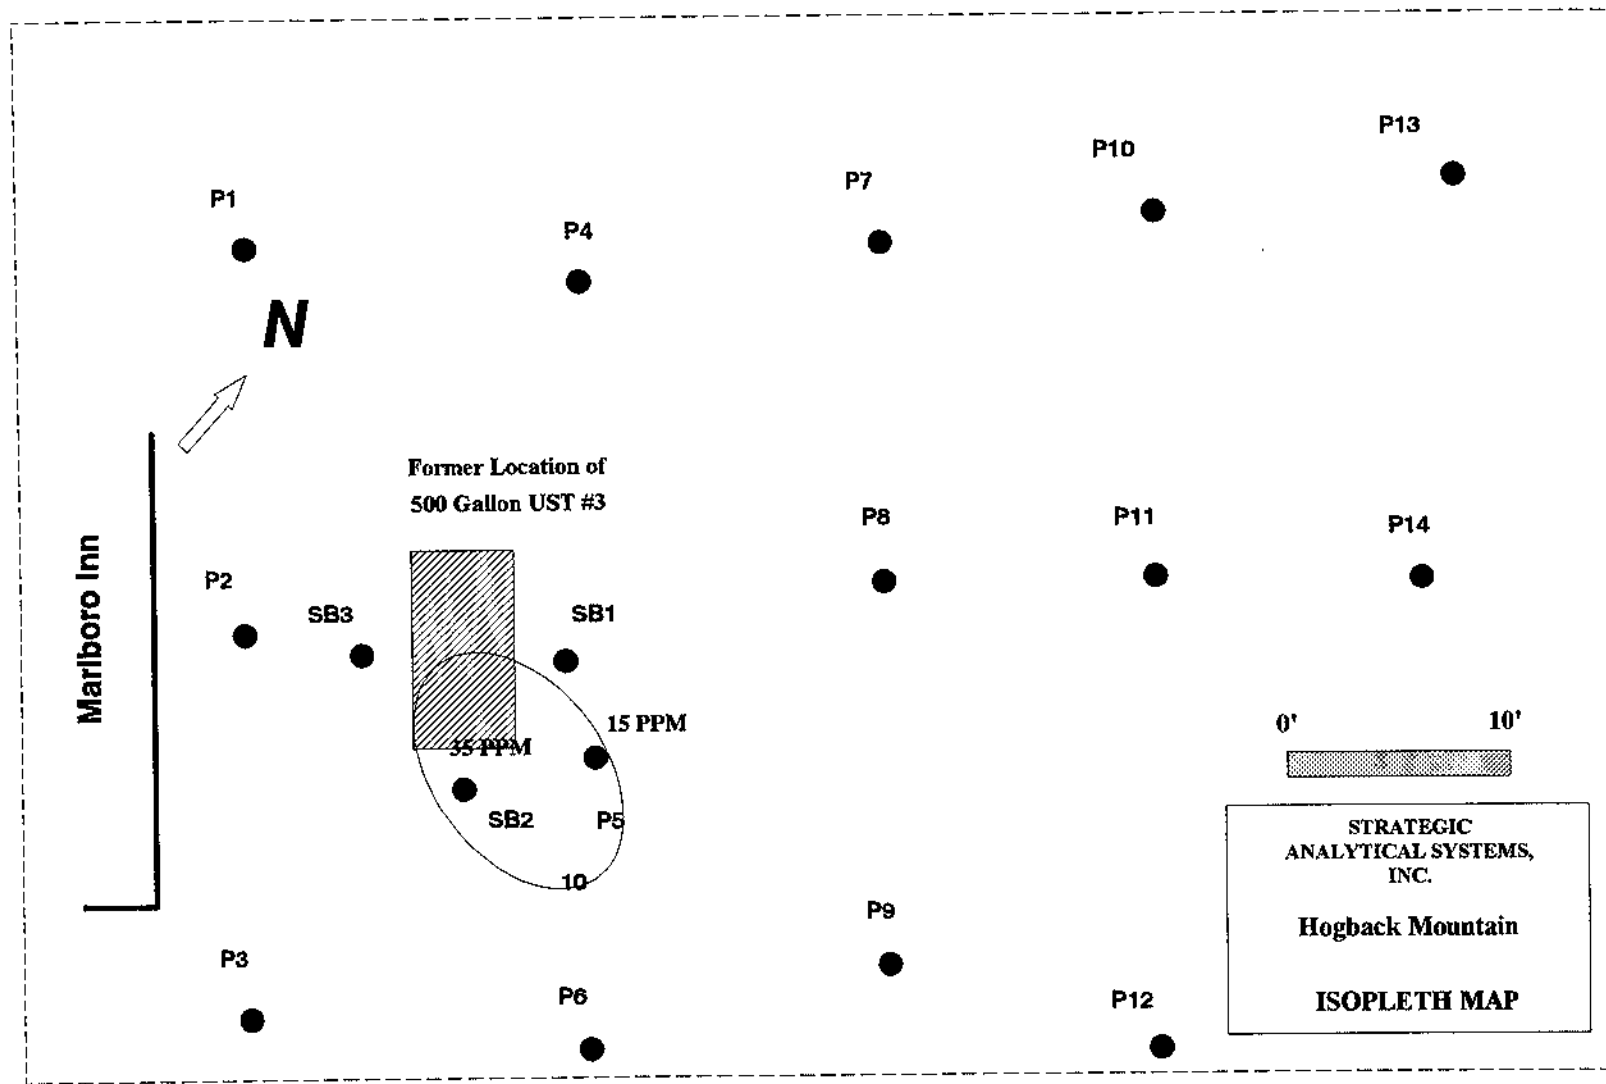 P13
P10
P7
P1
P4
N
Former Location of
500 Gallon UST #3
P8
P11
P14
Marlboro Inn
P2
SB3
SB1
15 PPM
0' 10'
35 PPM
SB2
P5
10
STRATEGIC
ANALYTICAL SYSTEMS,
INC.
Hogback Mountain
ISOPLETH MAP
P9
P3
P6
P12